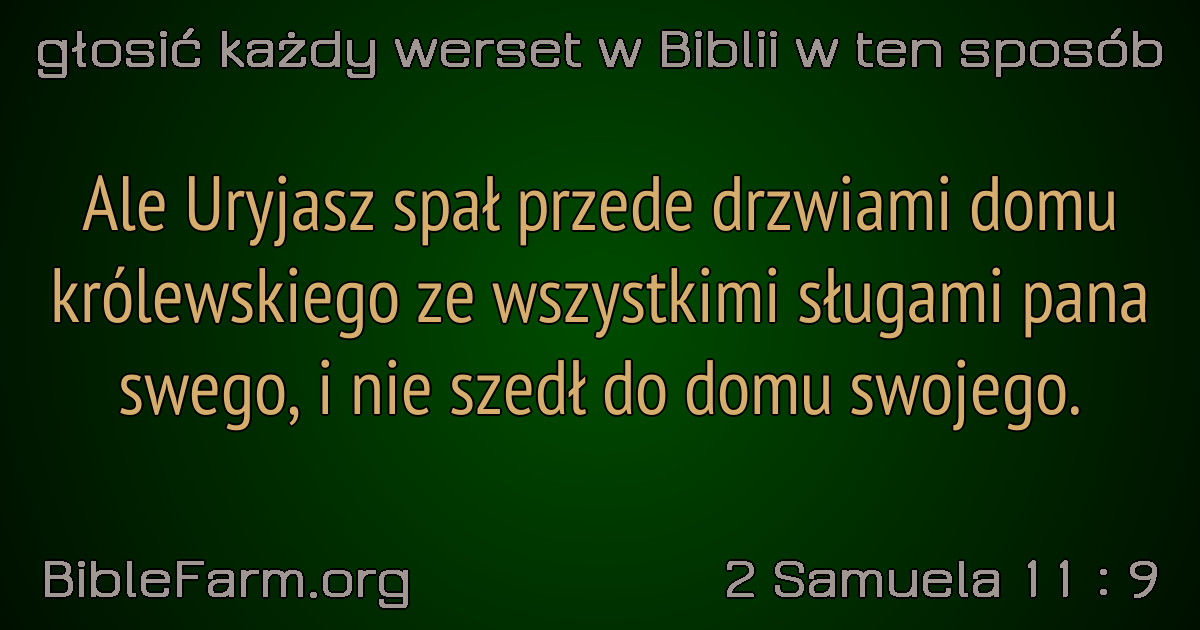 głosić każdy werset w Biblii w ten sposób
Ale Uryjasz spał przede drzwiami domu
królewskiego ze wszystkimi sługami pana
swego, i nie szedł do domu swojego.
BibleFarm.org
2 Samuela 11 : 9